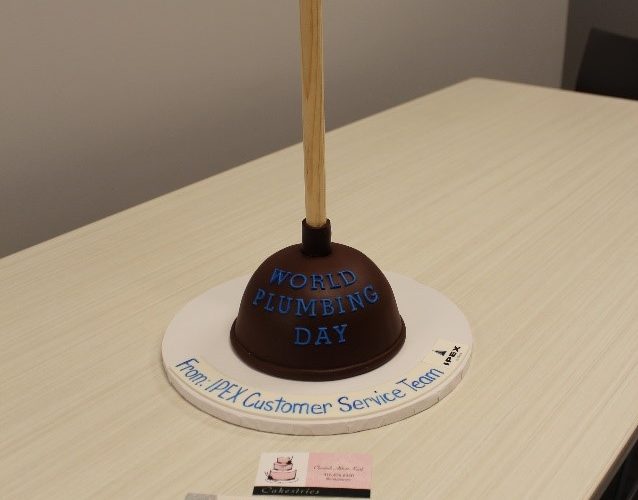 WORLD
PLUMBING
DAY
From: IPEX Customer Service Team
IPEX
Cakestries